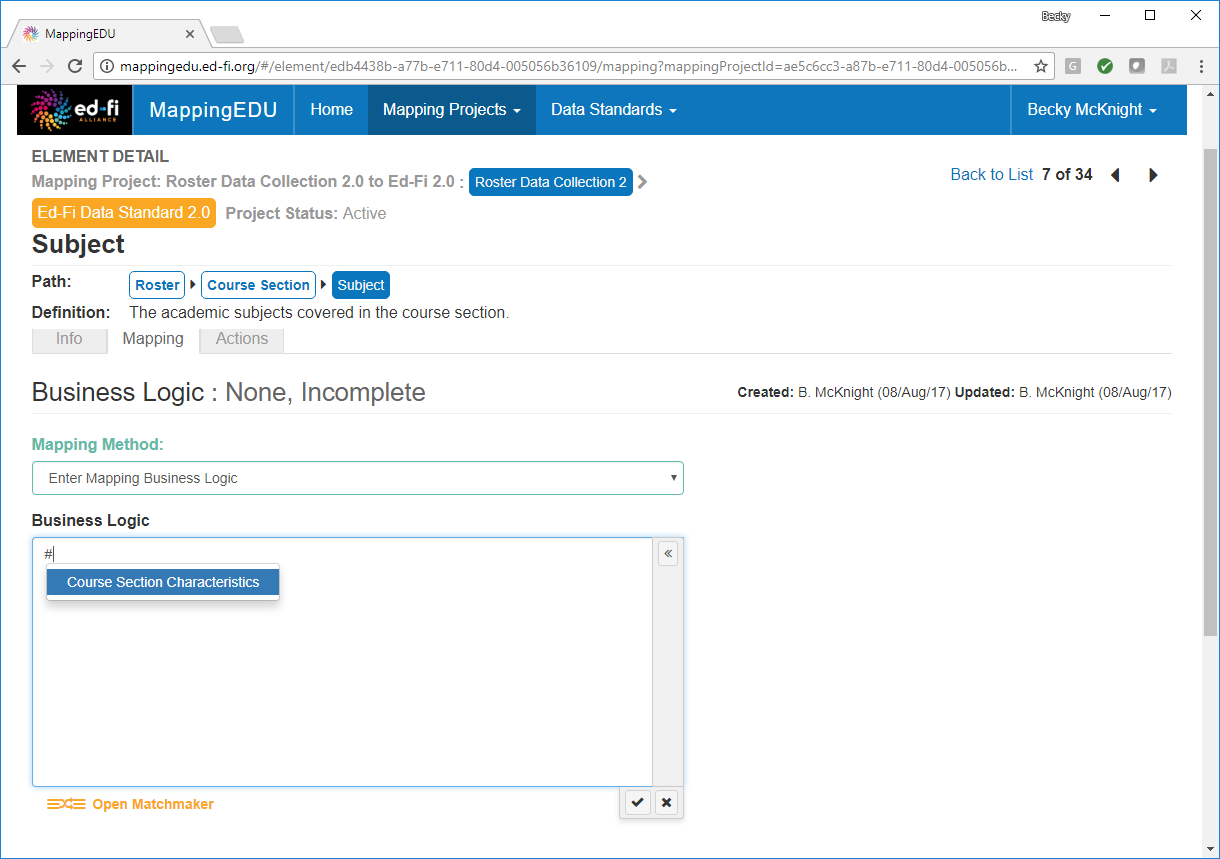 Becky
MappingEDU
mappingedu.ed-fi.org/#/element/edb4438b-a77b-e711-80d4-005056b36109/mapping?mappingProjectId=ae5c6cc3-a87b-e711-80d4-005056b...
G
ed-fi
ALLIANCE
MappingEDU
Home
Mapping Projects
Data Standards
Becky McKnight
ELEMENT DETAIL
Mapping Project: Roster Data Collection 2.0 to Ed-Fi 2.0 : Roster Data Collection 2
Back to List 7 of 34
Ed-Fi Data Standard 2.0 Project Status: Active
Subject
Path: Roster Course Section Subject
Definition: The academic subjects covered in the course section.
Info Mapping Actions
Business Logic : None, Incomplete
Created: B. McKnight (08/Aug/17) Updated: B. McKnight (08/Aug/17)
Mapping Method:
Enter Mapping Business Logic
Business Logic
#
«
Course Section Characteristics
Open Matchmaker